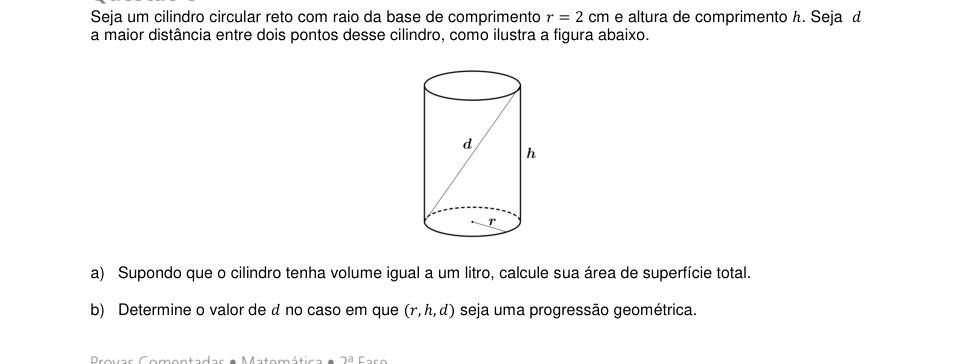 Seja um cilindro circular reto com raio da base de comprimento r = 2 cm e altura de comprimento h. Seja d
a maior distância entre dois pontos desse cilindro, como ilustra a figura abaixo.
d
h
r
a) Supondo que o cilindro tenha volume igual a um litro, calcule sua área de superfície total.
b) Determine o valor de d no caso em que (r, h, d) seja uma progressão geométrica.
Provas Comentadas • Matemática • 2ª Fase